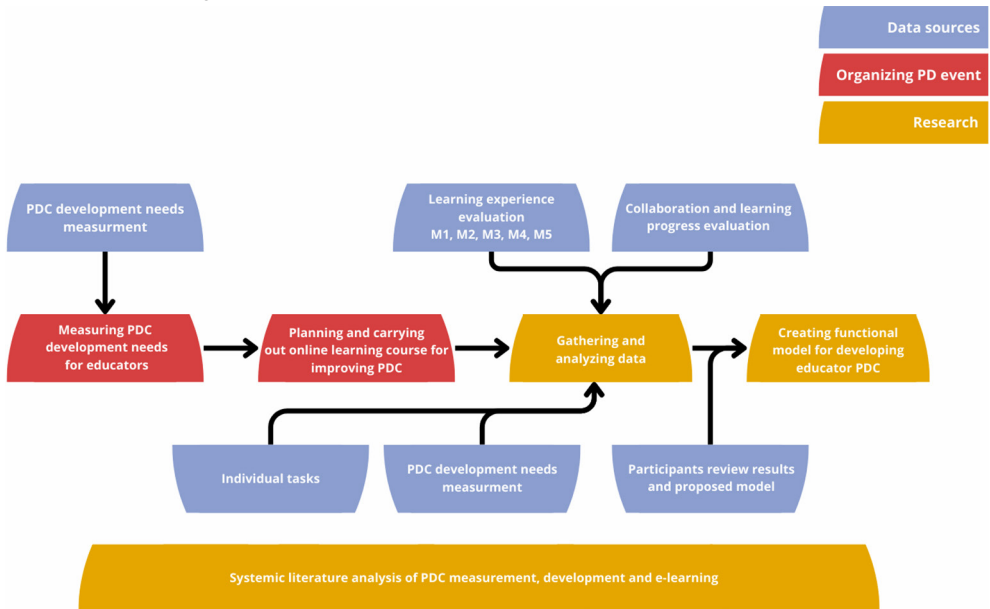 Data sources
Organizing PD event
Research
PDC development needs
measurment
Learning experience
evaluation
M1, M2, M3, M4, M5
Collaboration and learning
progress evaluation
Measuring PDC
development needs
for educators
Planning and carrying
out online learning course for
improving PDC
Gathering and
analyzing data
Creating functional
model for developing
educator PDC
Individual tasks
PDC development needs
measurment
Participants review results
and proposed model
Systemic literature analysis of PDC measurement, development and e-learning